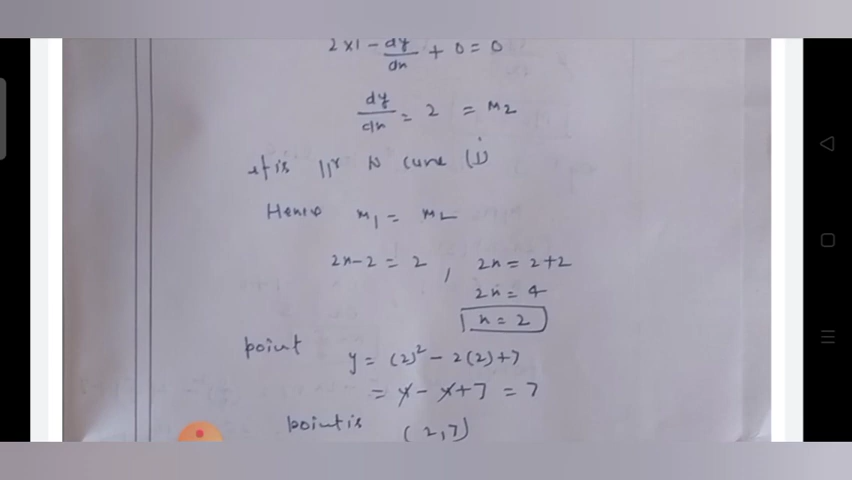 2×1 - dy/dx + 0 = 0
dy/dx = 2 = m₂
it is ||r to curve (i)
Hence m₁ = m₂
2x-2 = 2, 2x = 2+2
2x = 4
x = 2
point y = (2)² - 2(2)+7
= 4 - 4 + 7 = 7
point is (2,7)